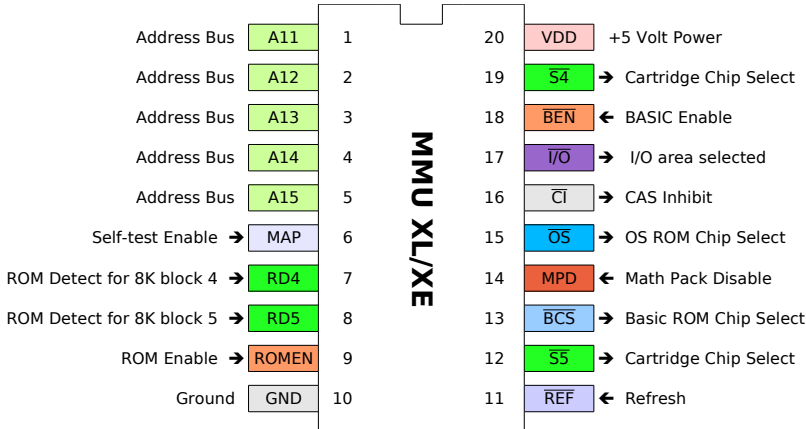 Address Bus A11 1 20 VDD +5 Volt Power
Address Bus A12 2 19 S4 → Cartridge Chip Select
Address Bus A13 3 18 BEN ← BASIC Enable
Address Bus A14 4 17 I/O → I/O area selected
Address Bus A15 5 16 CI → CAS Inhibit
Self-test Enable → MAP 6 15 OS → OS ROM Chip Select
ROM Detect for 8K block 4 → RD4 7 14 MPD ← Math Pack Disable
ROM Detect for 8K block 5 → RD5 8 13 BCS → Basic ROM Chip Select
ROM Enable → ROMEN 9 12 S5 → Cartridge Chip Select
Ground GND 10 11 REF ← Refresh
MMU XL/XE